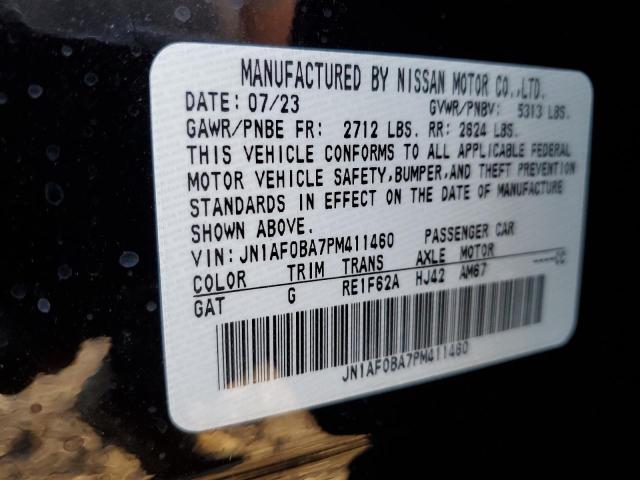 MANUFACTURED BY NISSAN MOTOR CO.,LTD.
DATE: 07/23 GVWR/PNBV: 5313 LBS.
GAWR/PNBE FR: 2712 LBS. RR: 2624 LBS.
THIS VEHICLE CONFORMS TO ALL APPLICABLE FEDERAL
MOTOR VEHICLE SAFETY,BUMPER,AND THEFT PREVENTION
STANDARDS IN EFFECT ON THE DATE OF MANUFACTURE
SHOWN ABOVE.
VIN: JN1AF0BA7PM411460 PASSENGER CAR
COLOR TRIM TRANS AXLE MOTOR ----CC
GAT G RE1F62A HJ42 AM67
JN1AF0BA7PM411460